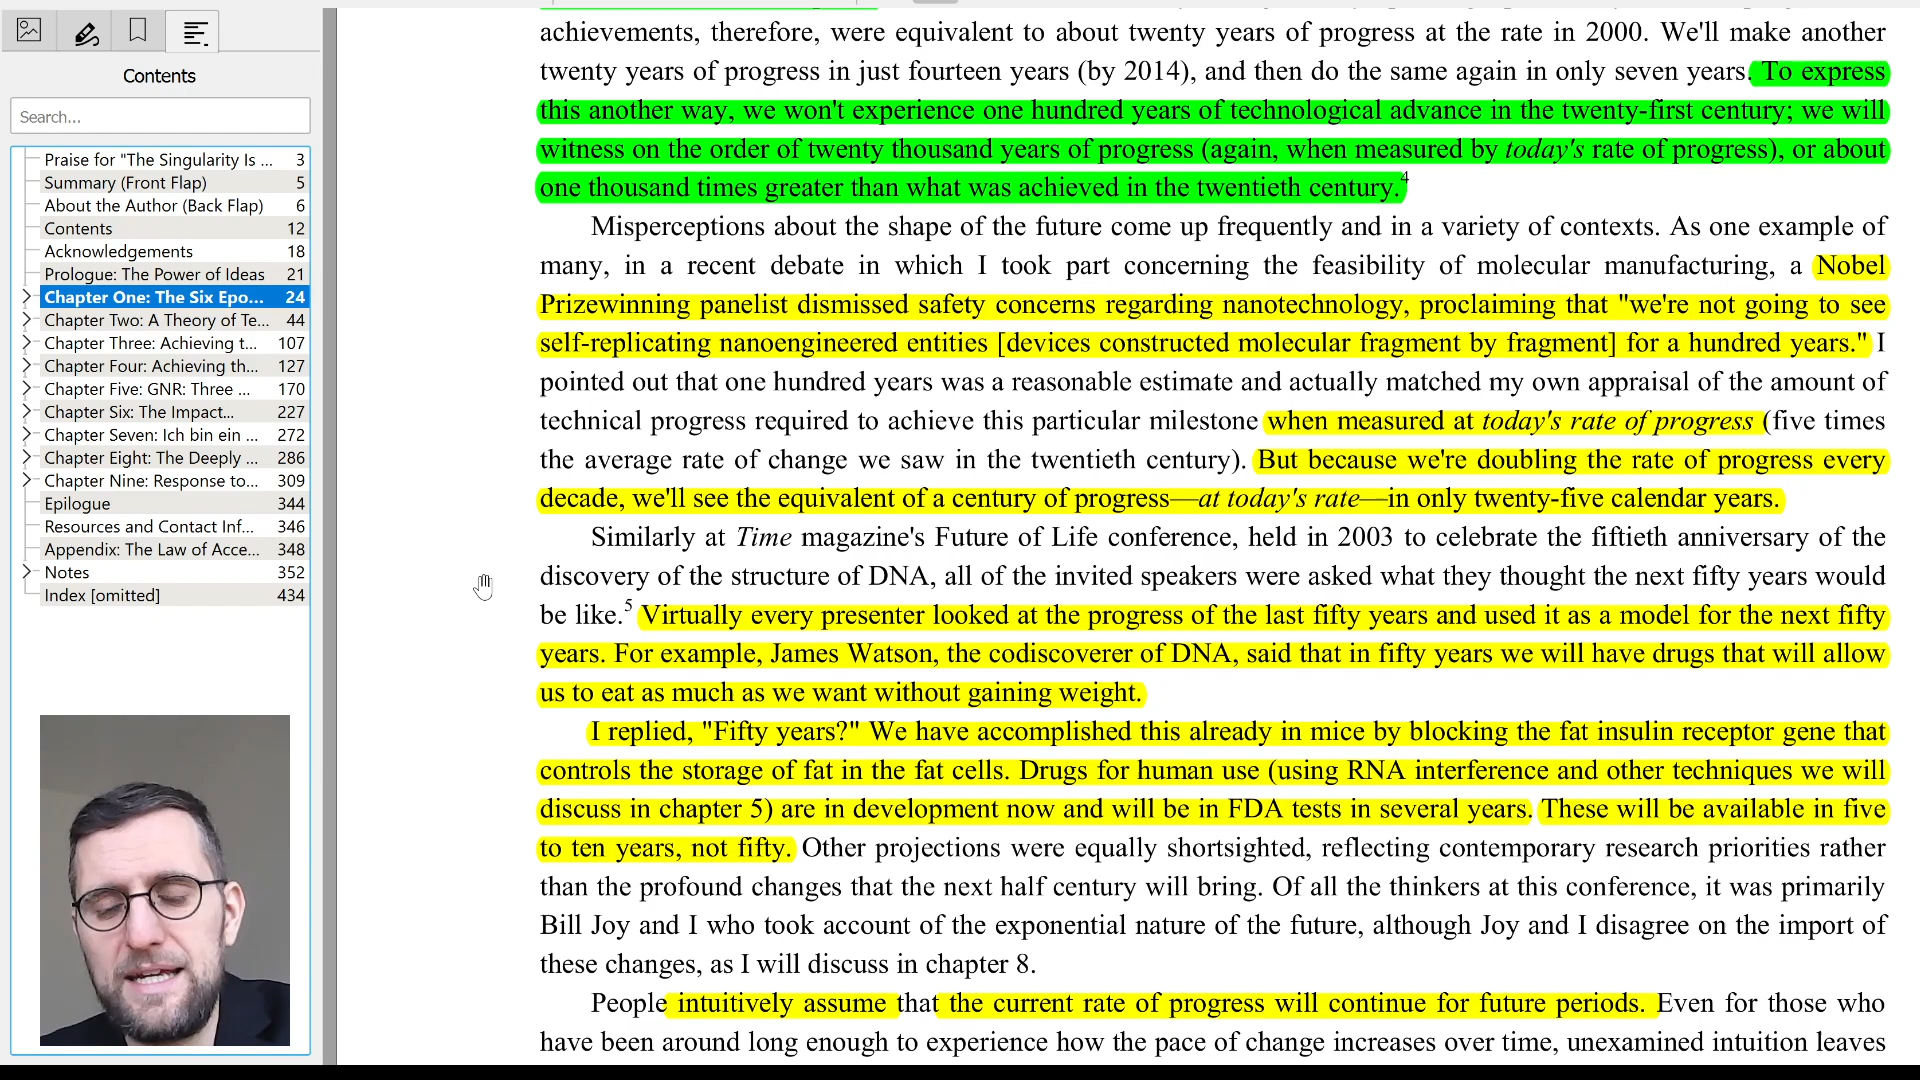 Contents
Search...
Praise for "The Singularity Is ... 3
Summary (Front Flap) 5
About the Author (Back Flap) 6
Contents 12
Acknowledgements 18
Prologue: The Power of Ideas 21
Chapter One: The Six Epo... 24
Chapter Two: A Theory of Te... 44
Chapter Three: Achieving t... 107
Chapter Four: Achieving th... 127
Chapter Five: GNR: Three ... 170
Chapter Six: The Impact... 227
Chapter Seven: Ich bin ein ... 272
Chapter Eight: The Deeply ... 286
Chapter Nine: Response to... 309
Epilogue 344
Resources and Contact Inf... 346
Appendix: The Law of Acce... 348
Notes 352
Index [omitted] 434
achievements, therefore, were equivalent to about twenty years of progress at the rate in 2000. We'll make another
twenty years of progress in just fourteen years (by 2014), and then do the same again in only seven years. To express
this another way, we won't experience one hundred years of technological advance in the twenty-first century; we will
witness on the order of twenty thousand years of progress (again, when measured by today's rate of progress), or about
one thousand times greater than what was achieved in the twentieth century.4
Misperceptions about the shape of the future come up frequently and in a variety of contexts. As one example of
many, in a recent debate in which I took part concerning the feasibility of molecular manufacturing, a Nobel
Prizewinning panelist dismissed safety concerns regarding nanotechnology, proclaiming that "we're not going to see
self-replicating nanoengineered entities [devices constructed molecular fragment by fragment] for a hundred years." I
pointed out that one hundred years was a reasonable estimate and actually matched my own appraisal of the amount of
technical progress required to achieve this particular milestone when measured at today's rate of progress (five times
the average rate of change we saw in the twentieth century). But because we're doubling the rate of progress every
decade, we'll see the equivalent of a century of progress—at today's rate—in only twenty-five calendar years.
Similarly at Time magazine's Future of Life conference, held in 2003 to celebrate the fiftieth anniversary of the
discovery of the structure of DNA, all of the invited speakers were asked what they thought the next fifty years would
be like.5 Virtually every presenter looked at the progress of the last fifty years and used it as a model for the next fifty
years. For example, James Watson, the codiscoverer of DNA, said that in fifty years we will have drugs that will allow
us to eat as much as we want without gaining weight.
I replied, "Fifty years?" We have accomplished this already in mice by blocking the fat insulin receptor gene that
controls the storage of fat in the fat cells. Drugs for human use (using RNA interference and other techniques we will
discuss in chapter 5) are in development now and will be in FDA tests in several years. These will be available in five
to ten years, not fifty. Other projections were equally shortsighted, reflecting contemporary research priorities rather
than the profound changes that the next half century will bring. Of all the thinkers at this conference, it was primarily
Bill Joy and I who took account of the exponential nature of the future, although Joy and I disagree on the import of
these changes, as I will discuss in chapter 8.
People intuitively assume that the current rate of progress will continue for future periods. Even for those who
have been around long enough to experience how the pace of change increases over time, unexamined intuition leaves